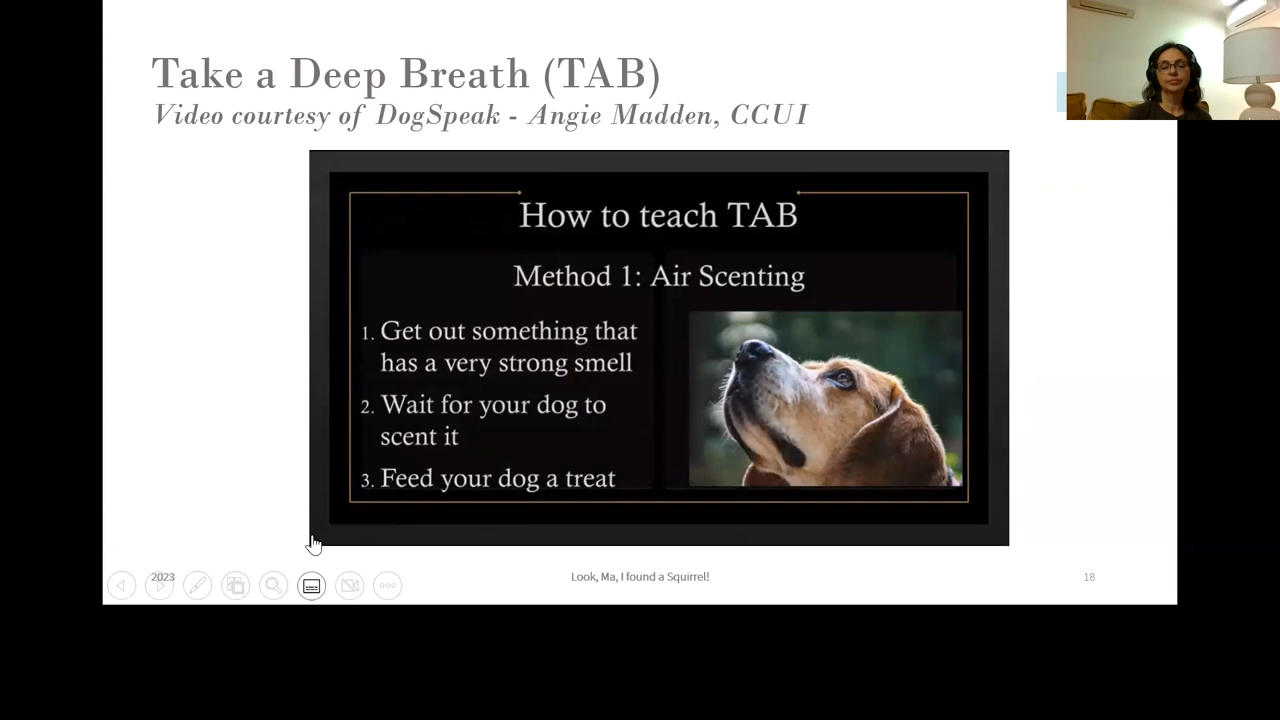 Take a Deep Breath (TAB)
Video courtesy of DogSpeak - Angie Madden, CCUI
How to teach TAB
Method 1: Air Scenting
1. Get out something that
has a very strong smell
2. Wait for your dog to
scent it
3. Feed your dog a treat
2023
Look, Ma, I found a Squirrel!
18